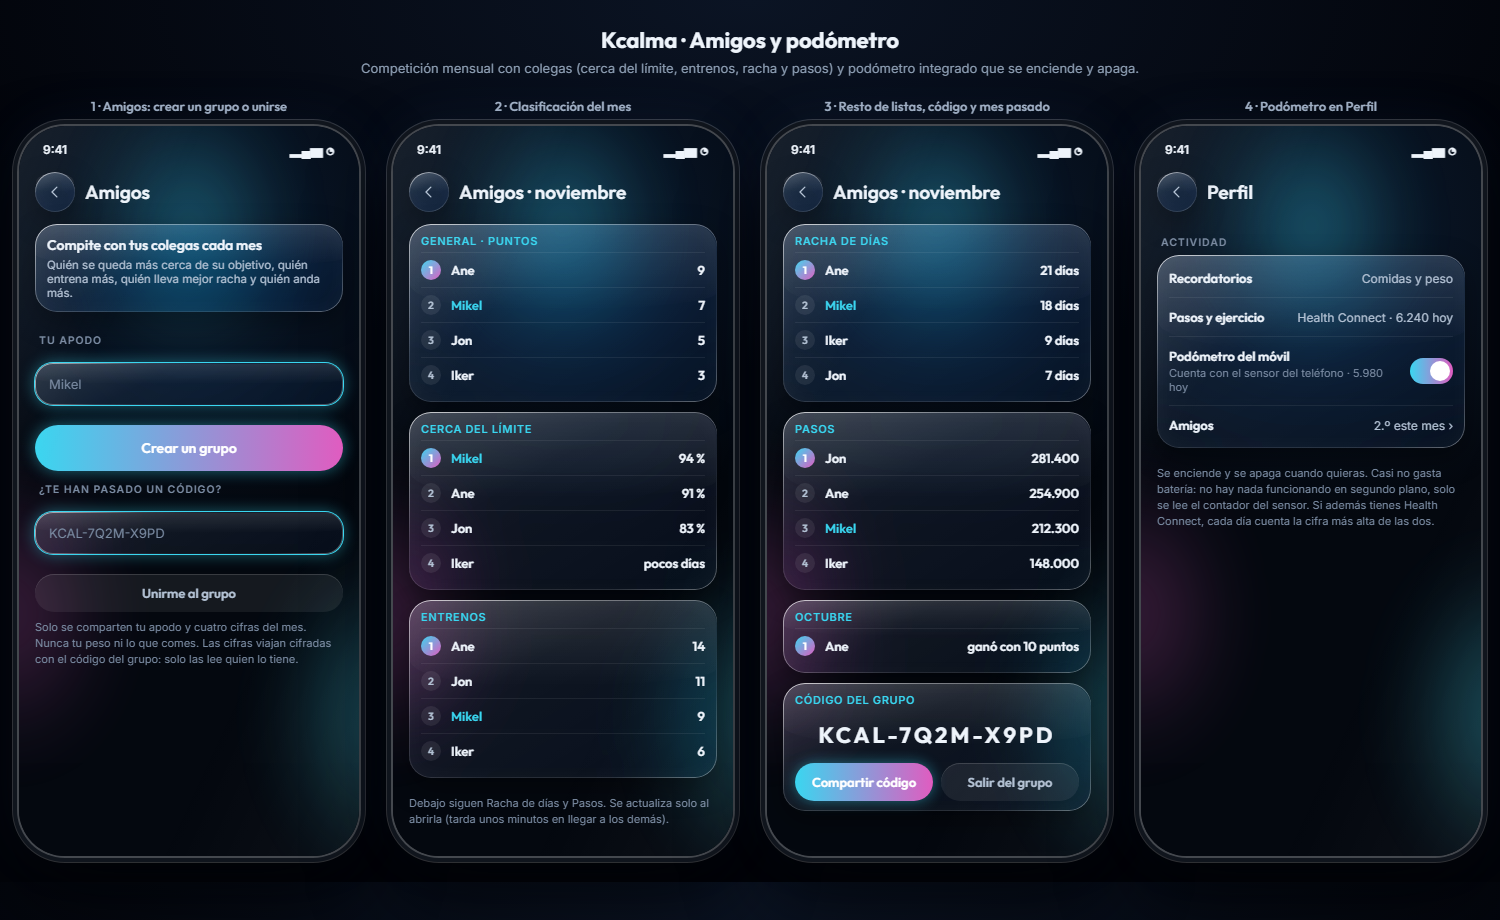 Kcalma · Amigos y podómetro
Competición mensual con colegas (cerca del límite, entrenos, racha y pasos) y podómetro integrado que se enciende y apaga.
1 · Amigos: crear un grupo o unirse
9:41
Amigos
Compite con tus colegas cada mes
Quién se queda más cerca de su objetivo, quién
entrena más, quién lleva mejor racha y quién anda
más.
TU APODO
Mikel
Crear un grupo
¿TE HAN PASADO UN CÓDIGO?
KCAL-7Q2M-X9PD
Unirme al grupo
Solo se comparten tu apodo y cuatro cifras del mes.
Nunca tu peso ni lo que comes. Las cifras viajan cifradas
con el código del grupo: solo las lee quien lo tiene.
2 · Clasificación del mes
9:41
Amigos · noviembre
GENERAL · PUNTOS
1 Ane 9
2 Mikel 7
3 Jon 5
4 Iker 3
CERCA DEL LÍMITE
1 Mikel 94 %
2 Ane 91 %
3 Jon 83 %
4 Iker pocos días
ENTRENOS
1 Ane 14
2 Jon 11
3 Mikel 9
4 Iker 6
Debajo siguen Racha de días y Pasos. Se actualiza solo al
abrirla (tarda unos minutos en llegar a los demás).
3 · Resto de listas, código y mes pasado
9:41
Amigos · noviembre
RACHA DE DÍAS
1 Ane 21 días
2 Mikel 18 días
3 Iker 9 días
4 Jon 7 días
PASOS
1 Jon 281.400
2 Ane 254.900
3 Mikel 212.300
4 Iker 148.000
OCTUBRE
1 Ane ganó con 10 puntos
CÓDIGO DEL GRUPO
KCAL-7Q2M-X9PD
Compartir código
Salir del grupo
4 · Podómetro en Perfil
9:41
Perfil
ACTIVIDAD
Recordatorios Comidas y peso
Pasos y ejercicio Health Connect · 6.240 hoy
Podómetro del móvil
Cuenta con el sensor del teléfono · 5.980
hoy
Amigos 2.º este mes ›
Se enciende y se apaga cuando quieras. Casi no gasta
batería: no hay nada funcionando en segundo plano, solo
se lee el contador del sensor. Si además tienes Health
Connect, cada día cuenta la cifra más alta de las dos.